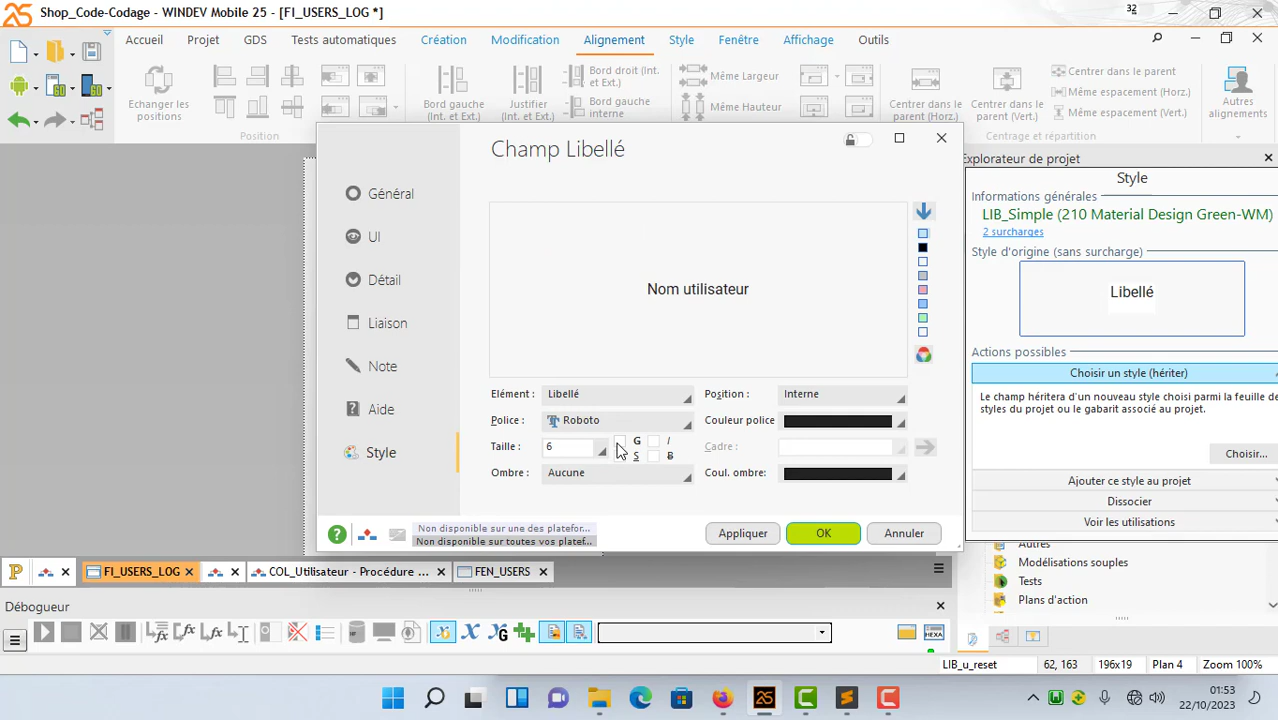 Shop_Code-Codage - WINDEV Mobile 25 - [FI_USERS_LOG *]
32
Accueil Projet GDS Tests automatiques Création Modification Alignement Style Fenêtre Affichage Outils
Echanger les positions
Position
Bord gauche (Int. et Ext.)
Justifier (Int. et Ext.)
Bord droit (Int. et Ext.)
Bord gauche interne
Même Largeur
Même Hauteur
Centrer dans le parent (Horz.)
Centrer dans le parent (Vert.)
Centrer dans le parent
Même espacement (Horz.)
Même espacement (Vert.)
Centrage et répartition
Autres alignements
Champ Libellé
Général
UI
Détail
Liaison
Note
Aide
Style
Nom utilisateur
Elément : Libellé Position : Interne
Police : Roboto Couleur police
Taille : 6 G I S B Cadre :
Ombre : Aucune Coul. ombre:
Non disponible sur une des platefor...
Non disponible sur toutes vos platef...
Appliquer OK Annuler
Explorateur de projet
Style
Informations générales
LIB_Simple (210 Material Design Green-WM)
2 surcharges
Style d'origine (sans surcharge)
Libellé
Actions possibles
Choisir un style (hériter)
Le champ héritera d'un nouveau style choisi parmi la feuille de
styles du projet ou le gabarit associé au projet.
Choisir...
Ajouter ce style au projet
Dissocier
Voir les utilisations
Autres
Modélisations souples
Tests
Plans d'action
FI_USERS_LOG COL_Utilisateur - Procédure ... FEN_USERS
Débogueur
HEXA
LIB_u_reset 62, 163 196x19 Plan 4 Zoom 100%
01:53
22/10/2023